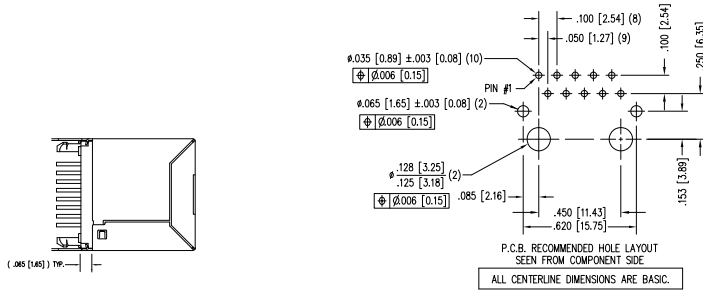 .100 [2.54] (8)
.050 [1.27] (9)
.100 [2.54]
.250 [6.35]
ø.035 [0.89] ±.003 [0.08] (10)
⌖ Ø.006 [0.15]
PIN #1
ø.065 [1.65] ±.003 [0.08] (2)
⌖ Ø.006 [0.15]
ø .128 [3.25]
.125 [3.18] (2)
⌖ Ø.006 [0.15]
.085 [2.16]
.153 [3.89]
.450 [11.43]
.620 [15.75]
( .065 [1.65] ) TYP.
P.C.B. RECOMMENDED HOLE LAYOUT
SEEN FROM COMPONENT SIDE
ALL CENTERLINE DIMENSIONS ARE BASIC.